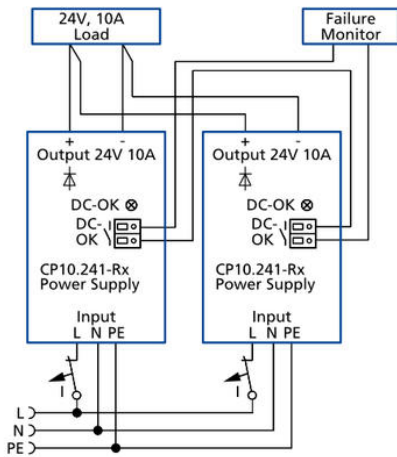 24V, 10A
Load
Failure
Monitor
+ -
Output 24V 10A
DC-OK
DC-
OK
CP10.241-Rx
Power Supply
Input
L N PE
I
+ -
Output 24V 10A
DC-OK
DC-
OK
CP10.241-Rx
Power Supply
Input
L N PE
I
L
N
PE